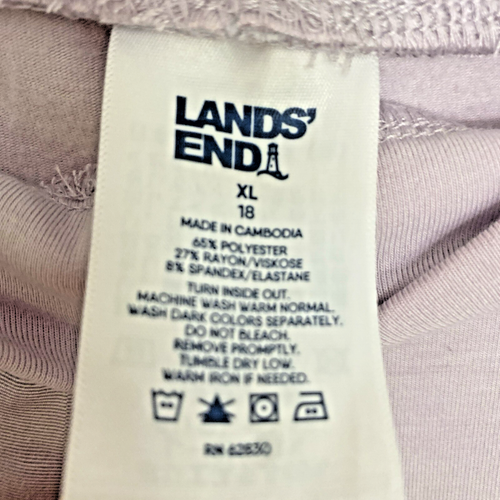 LANDS'
END
XL
18
MADE IN CAMBODIA
65% POLYESTER
27% RAYON/VISKOSE
8% SPANDEX/ELASTANE
TURN INSIDE OUT.
MACHINE WASH WARM NORMAL.
WASH DARK COLORS SEPARATELY.
DO NOT BLEACH.
REMOVE PROMPTLY.
TUMBLE DRY LOW.
WARM IRON IF NEEDED.
RN 62830